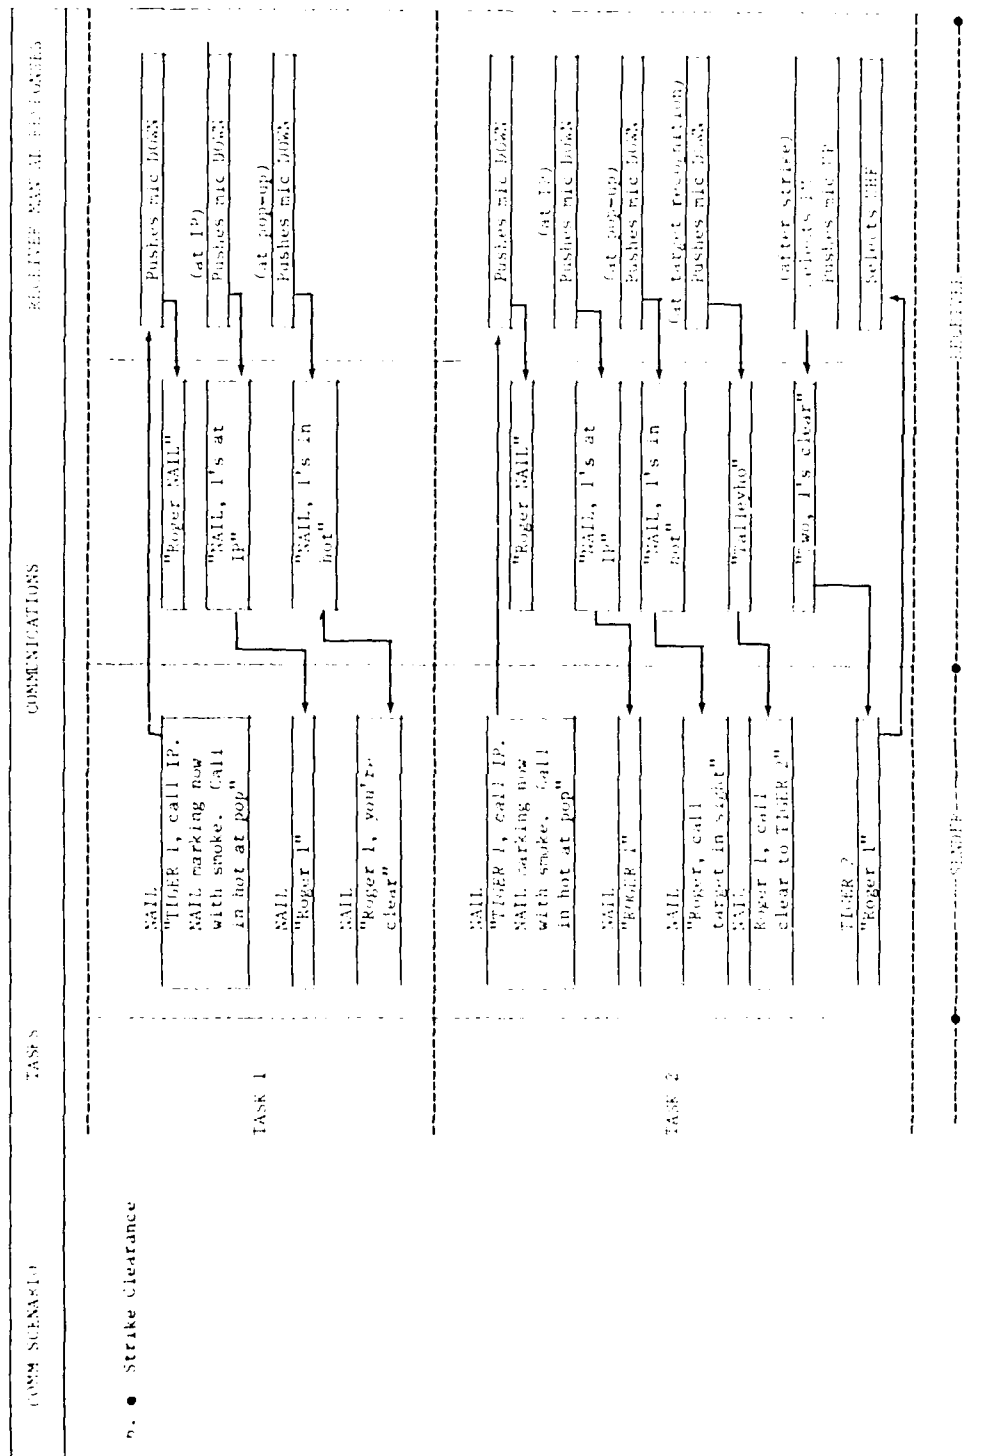 COMM SCENARIO
TASKS
COMMUNICATIONS
RECEIVER MANUAL RESPONSES
n. ● Strike Clearance
TASK 1
NAIL
"TIGER 1, call IP.
NAIL marking now
with smoke. Call
in hot at pop"
Pushes mic DOWN
"Roger NAIL"
(at IP)
Pushes mic DOWN
"NAIL, 1's at
IP"
NAIL
"Roger 1"
(at pop-up)
Pushes mic DOWN
"NAIL, 1's in
hot"
NAIL
"Roger 1, you're
clear"
TASK 2
NAIL
"TIGER 1, call IP.
NAIL marking now
with smoke. Call
in hot at pop"
Pushes mic DOWN
"Roger NAIL"
(at IP)
Pushes mic DOWN
"NAIL, 1's at
IP"
NAIL
"ROGER 1"
(at pop-up)
Pushes mic DOWN
"NAIL, 1's in
hot"
NAIL
"Roger, call
target in sight"
(at target recognition)
Pushes mic DOWN
"Talleyho"
NAIL
Roger 1, call
clear to TIGER 2"
(after strike)
Selects
Pushes mic UP
"Two, 1's clear"
TIGER 2
"Roger 1"
Selects UHF
SENDER
RECEIVER